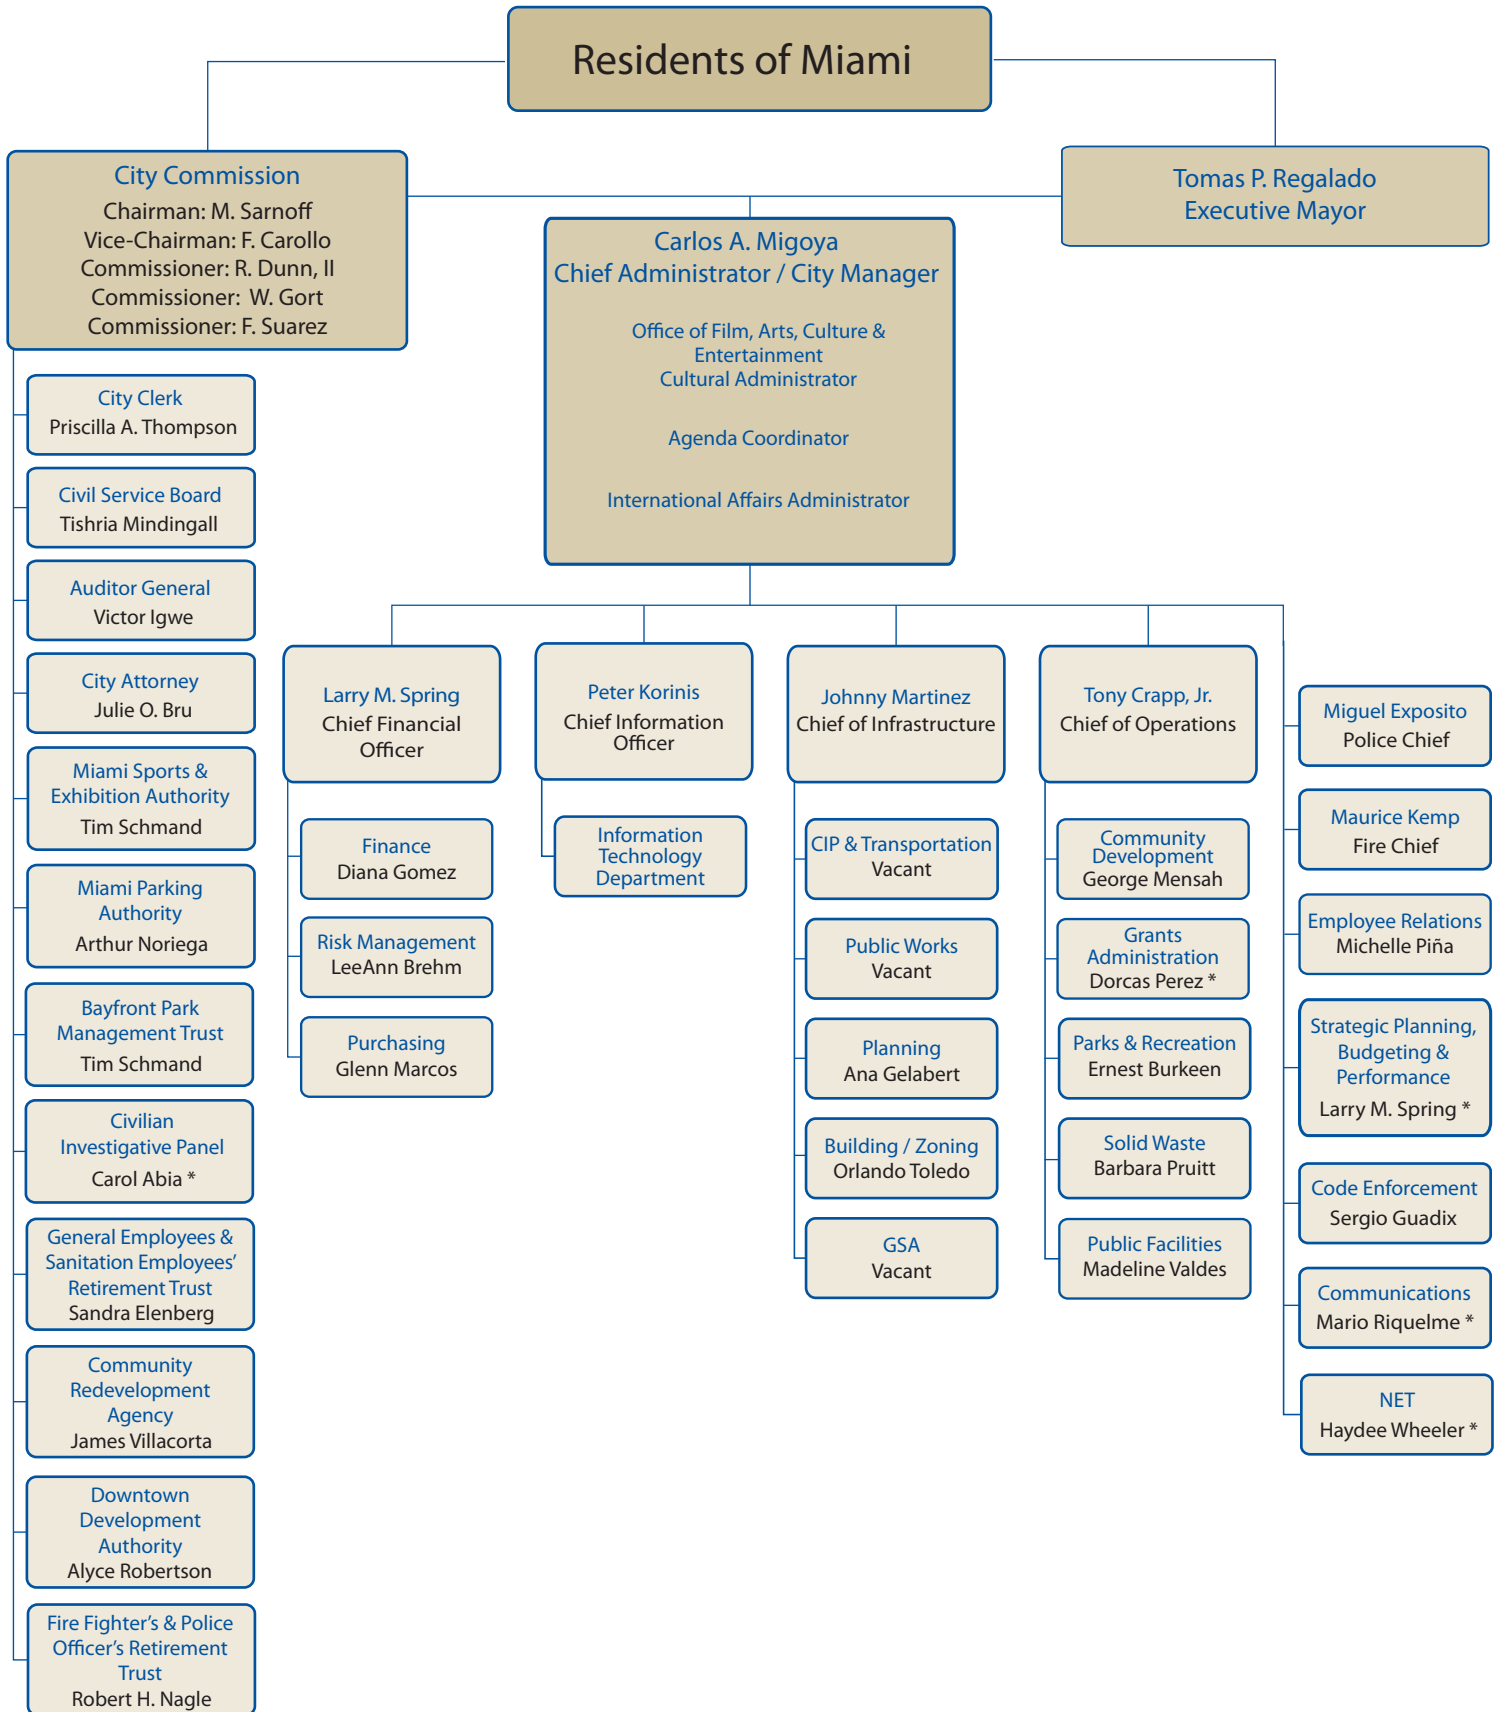 Residents of Miami
City Commission
Chairman: M. Sarnoff
Vice-Chairman: F. Carollo
Commissioner: R. Dunn, II
Commissioner: W. Gort
Commissioner: F. Suarez
Tomas P. Regalado
Executive Mayor
Carlos A. Migoya
Chief Administrator / City Manager
Office of Film, Arts, Culture &
Entertainment
Cultural Administrator
Agenda Coordinator
International Affairs Administrator
City Clerk
Priscilla A. Thompson
Civil Service Board
Tishria Mindingall
Auditor General
Victor Igwe
City Attorney
Julie O. Bru
Miami Sports &
Exhibition Authority
Tim Schmand
Miami Parking
Authority
Arthur Noriega
Bayfront Park
Management Trust
Tim Schmand
Civilian
Investigative Panel
Carol Abia *
General Employees &
Sanitation Employees’
Retirement Trust
Sandra Elenberg
Community
Redevelopment
Agency
James Villacorta
Downtown
Development
Authority
Alyce Robertson
Fire Fighter’s & Police
Officer’s Retirement
Trust
Robert H. Nagle
Larry M. Spring
Chief Financial
Officer
Finance
Diana Gomez
Risk Management
LeeAnn Brehm
Purchasing
Glenn Marcos
Peter Korinis
Chief Information
Officer
Information
Technology
Department
Johnny Martinez
Chief of Infrastructure
CIP & Transportation
Vacant
Public Works
Vacant
Planning
Ana Gelabert
Building / Zoning
Orlando Toledo
GSA
Vacant
Tony Crapp, Jr.
Chief of Operations
Community
Development
George Mensah
Grants
Administration
Dorcas Perez *
Parks & Recreation
Ernest Burkeen
Solid Waste
Barbara Pruitt
Public Facilities
Madeline Valdes
Miguel Exposito
Police Chief
Maurice Kemp
Fire Chief
Employee Relations
Michelle Piña
Strategic Planning,
Budgeting &
Performance
Larry M. Spring *
Code Enforcement
Sergio Guadix
Communications
Mario Riquelme *
NET
Haydee Wheeler *